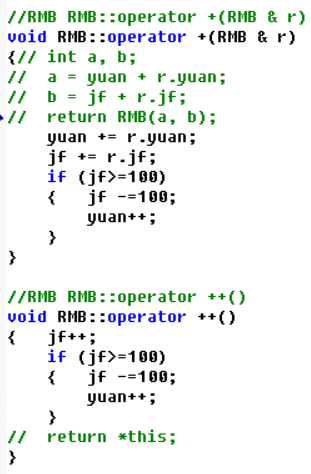 //RMB RMB::operator +(RMB & r)
void RMB::operator +(RMB & r)
{// int a, b;
//  a = yuan + r.yuan;
//  b = jf + r.jf;
//  return RMB(a, b);
    yuan += r.yuan;
    jf += r.jf;
    if (jf>=100)
    {   jf -=100;
        yuan++;
    }
}
//RMB RMB::operator ++()
void RMB::operator ++()
{   jf++;
    if (jf>=100)
    {   jf -=100;
        yuan++;
    }
//  return *this;
}